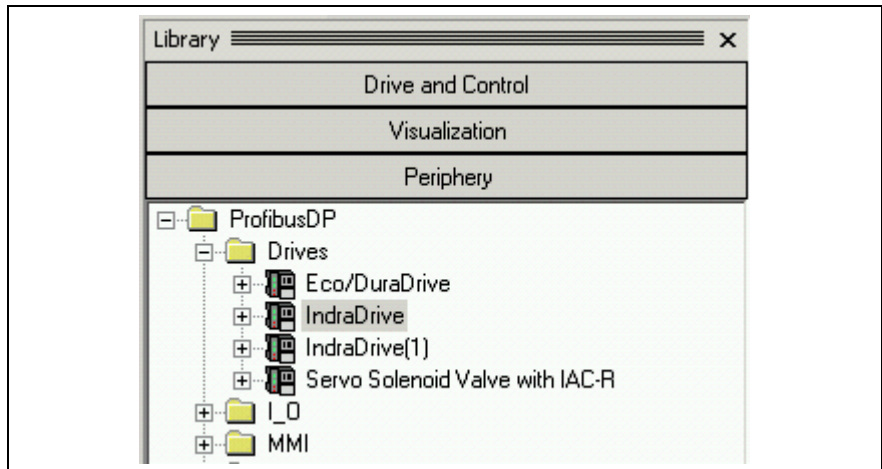 Library
Drive and Control
Visualization
Periphery
ProfibusDP
Drives
Eco/DuraDrive
IndraDrive
IndraDrive(1)
Servo Solenoid Valve with IAC-R
I_O
MMI